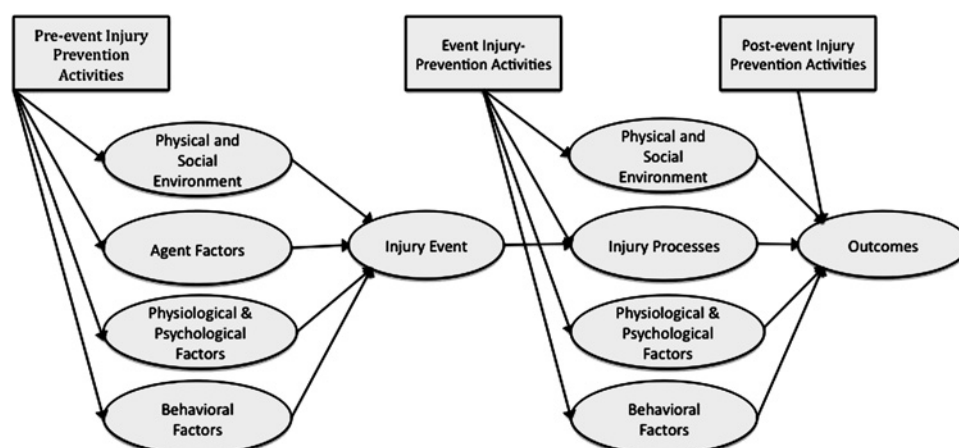 Pre-event Injury
Prevention
Activities
Event Injury-
Prevention Activities
Post-event Injury
Prevention Activities
Physical and
Social
Environment
Agent Factors
Physiological &
Psychological
Factors
Behavioral
Factors
Injury Event
Physical and
Social
Environment
Injury Processes
Physiological &
Psychological
Factors
Behavioral
Factors
Outcomes